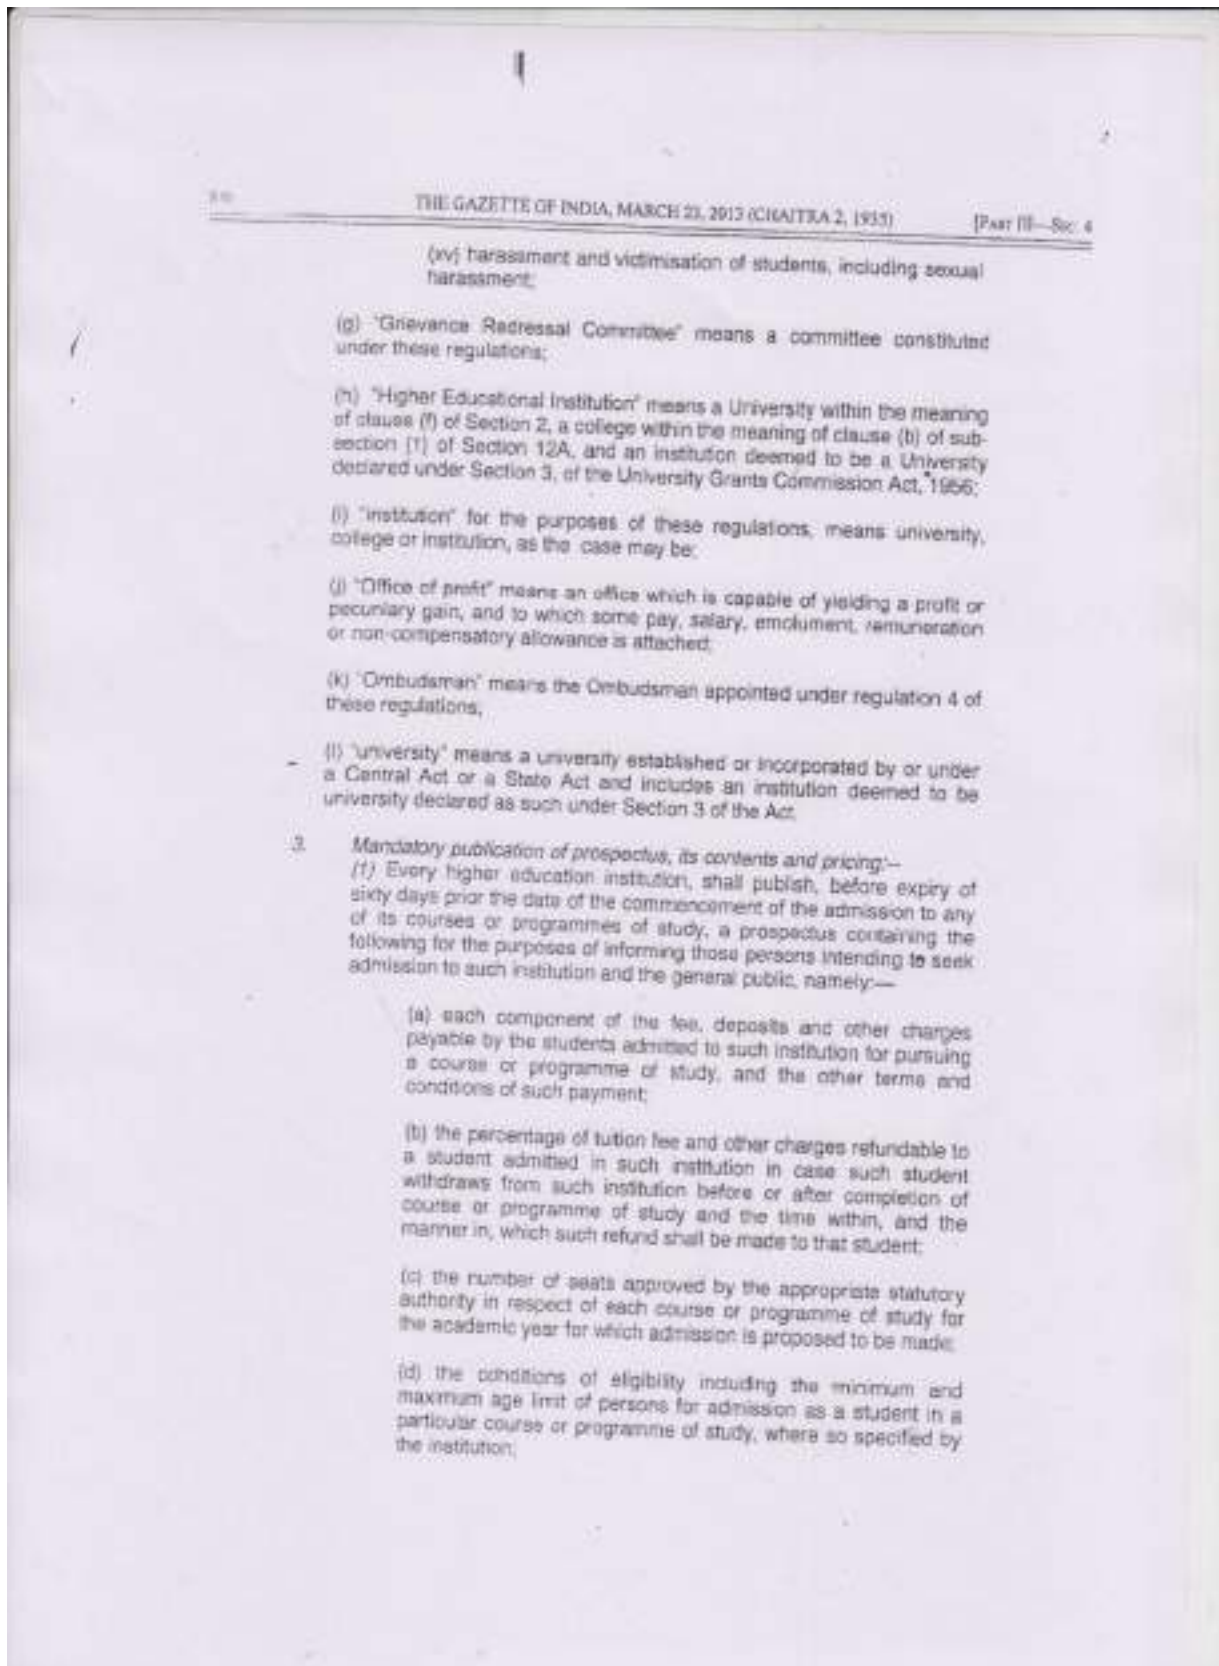 THE GAZETTE OF INDIA, MARCH 23, 2013 (CHAITRA 2, 1935) [PART III—SEC. 4
(xv) harassment and victimisation of students, including sexual
harassment;
(g) "Grievance Redressal Committee" means a committee constituted
under these regulations;
(h) "Higher Educational Institution" means a University within the meaning
of clause (f) of Section 2, a college within the meaning of clause (b) of sub-
section (1) of Section 12A, and an institution deemed to be a University
declared under Section 3, of the University Grants Commission Act, 1956;
(i) "institution" for the purposes of these regulations, means university,
college or institution, as the case may be;
(j) "Office of profit" means an office which is capable of yielding a profit or
pecuniary gain, and to which some pay, salary, emolument, remuneration
or non-compensatory allowance is attached;
(k) "Ombudsman" means the Ombudsman appointed under regulation 4 of
these regulations;
(l) "university" means a university established or incorporated by or under
a Central Act or a State Act and includes an institution deemed to be
university declared as such under Section 3 of the Act.
3. Mandatory publication of prospectus, its contents and pricing:—
(1) Every higher education institution, shall publish, before expiry of
sixty days prior the date of the commencement of the admission to any
of its courses or programmes of study, a prospectus containing the
following for the purposes of informing those persons intending to seek
admission to such institution and the general public, namely:—
(a) each component of the fee, deposits and other charges
payable by the students admitted to such institution for pursuing
a course or programme of study, and the other terms and
conditions of such payment;
(b) the percentage of tution fee and other charges refundable to
a student admitted in such institution in case such student
withdraws from such institution before or after completion of
course or programme of study and the time within, and the
manner in, which such refund shall be made to that student;
(c) the number of seats approved by the appropriate statutory
authority in respect of each course or programme of study for
the academic year for which admission is proposed to be made;
(d) the conditions of eligibility including the minimum and
maximum age limit of persons for admission as a student in a
particular course or programme of study, where so specified by
the institution;